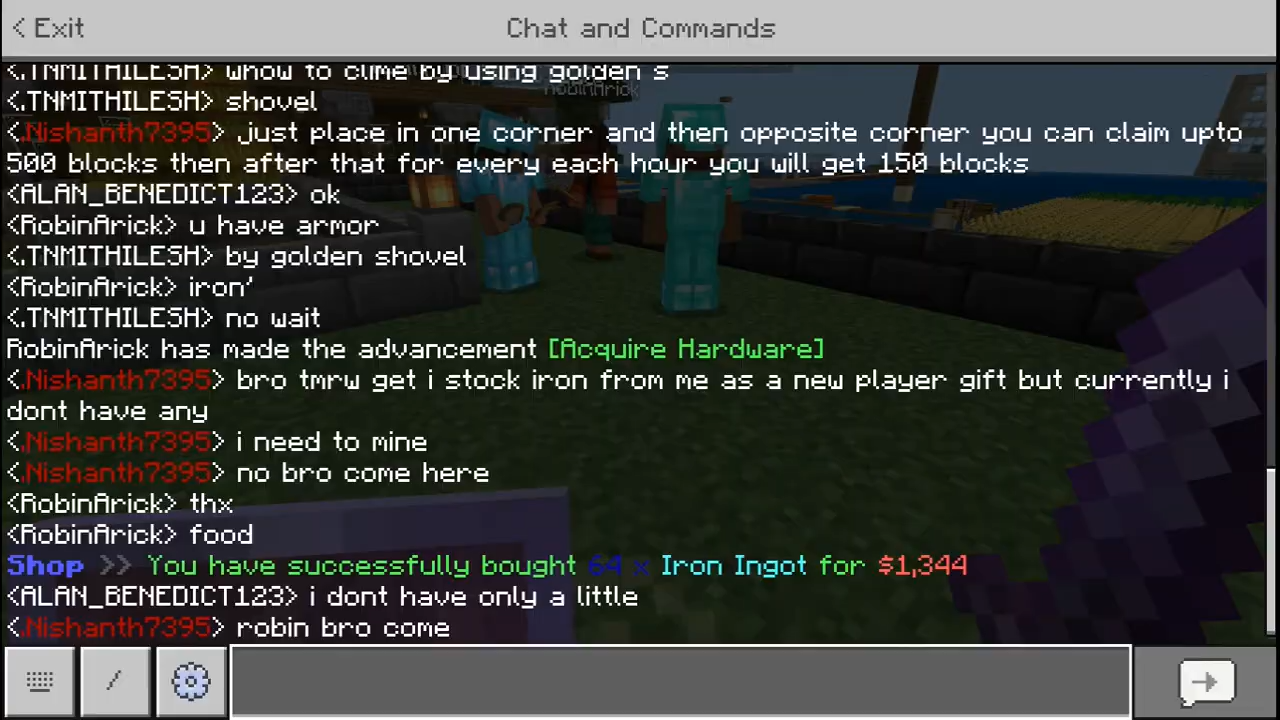 < Exit
Chat and Commands
RobinArick
<.TNMITHILESH> whow to clime by using golden s
<.TNMITHILESH> shovel
<.Nishanth7395> just place in one corner and then opposite corner you can claim upto
500 blocks then after that for every each hour you will get 150 blocks
<ALAN_BENEDICT123> ok
<RobinArick> u have armor
<.TNMITHILESH> by golden shovel
<RobinArick> iron'
<.TNMITHILESH> no wait
RobinArick has made the advancement [Acquire Hardware]
<.Nishanth7395> bro tmrw get i stock iron from me as a new player gift but currently i
dont have any
<.Nishanth7395> i need to mine
<.Nishanth7395> no bro come here
<RobinArick> thx
<RobinArick> food
Shop >> You have successfully bought 64 x Iron Ingot for $1,344
<ALAN_BENEDICT123> i dont have only a little
<.Nishanth7395> robin bro come
/